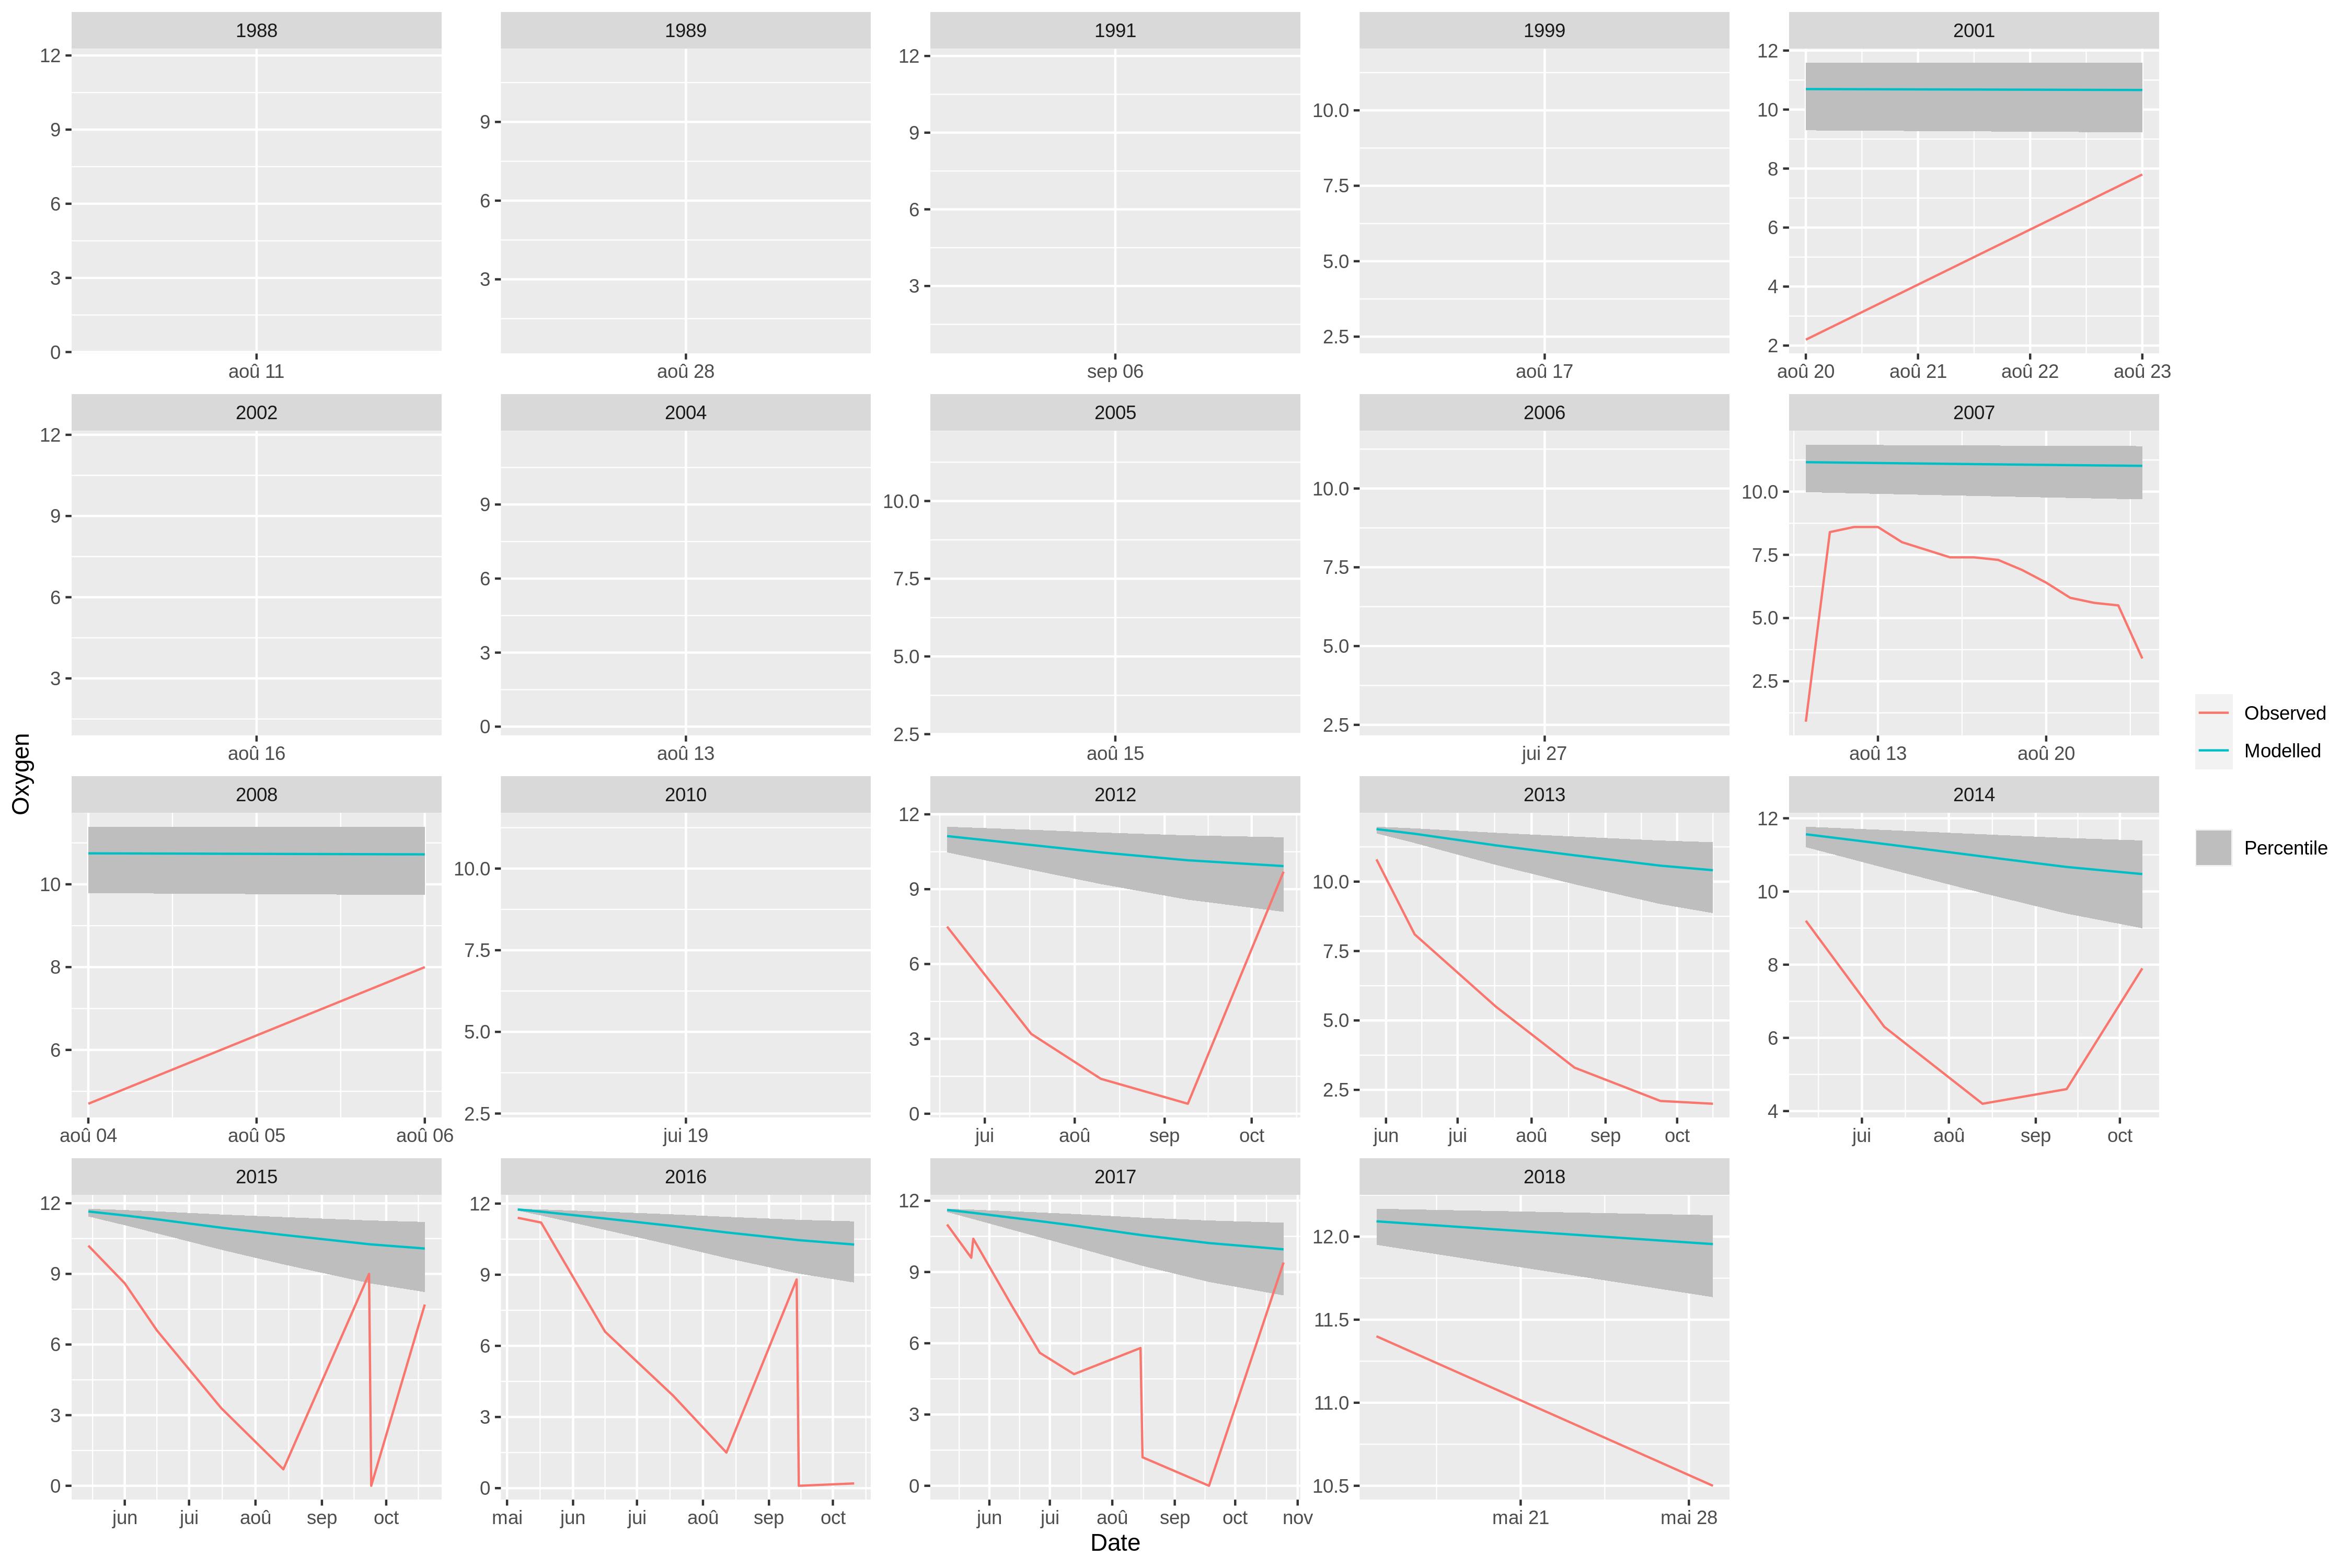 1988 1989 1991 1999 2001
12 9 6 3 0
9 6 3
12 9 6 3
10.0 7.5 5.0 2.5
12 10 8 6 4 2
aoû 11
aoû 28
sep 06
aoû 17
aoû 20 aoû 21 aoû 22 aoû 23
2002 2004 2005 2006 2007
12 9 6 3
9 6 3 0
10.0 7.5 5.0 2.5
10.0 7.5 5.0 2.5
10.0 7.5 5.0 2.5
aoû 16
aoû 13
aoû 15
jui 27
aoû 13 aoû 20
Oxygen
Observed
Modelled
Percentile
2008 2010 2012 2013 2014
10 8 6
10.0 7.5 5.0 2.5
12 9 6 3 0
10.0 7.5 5.0 2.5
12 10 8 6 4
aoû 04 aoû 05 aoû 06
jui 19
jui aoû sep oct
jun jui aoû sep oct
jui aoû sep oct
2015 2016 2017 2018
12 9 6 3 0
12 9 6 3 0
12 9 6 3 0
12.0 11.5 11.0 10.5
jun jui aoû sep oct
mai jun jui aoû sep oct
jun jui aoû sep oct nov
mai 21 mai 28
Date